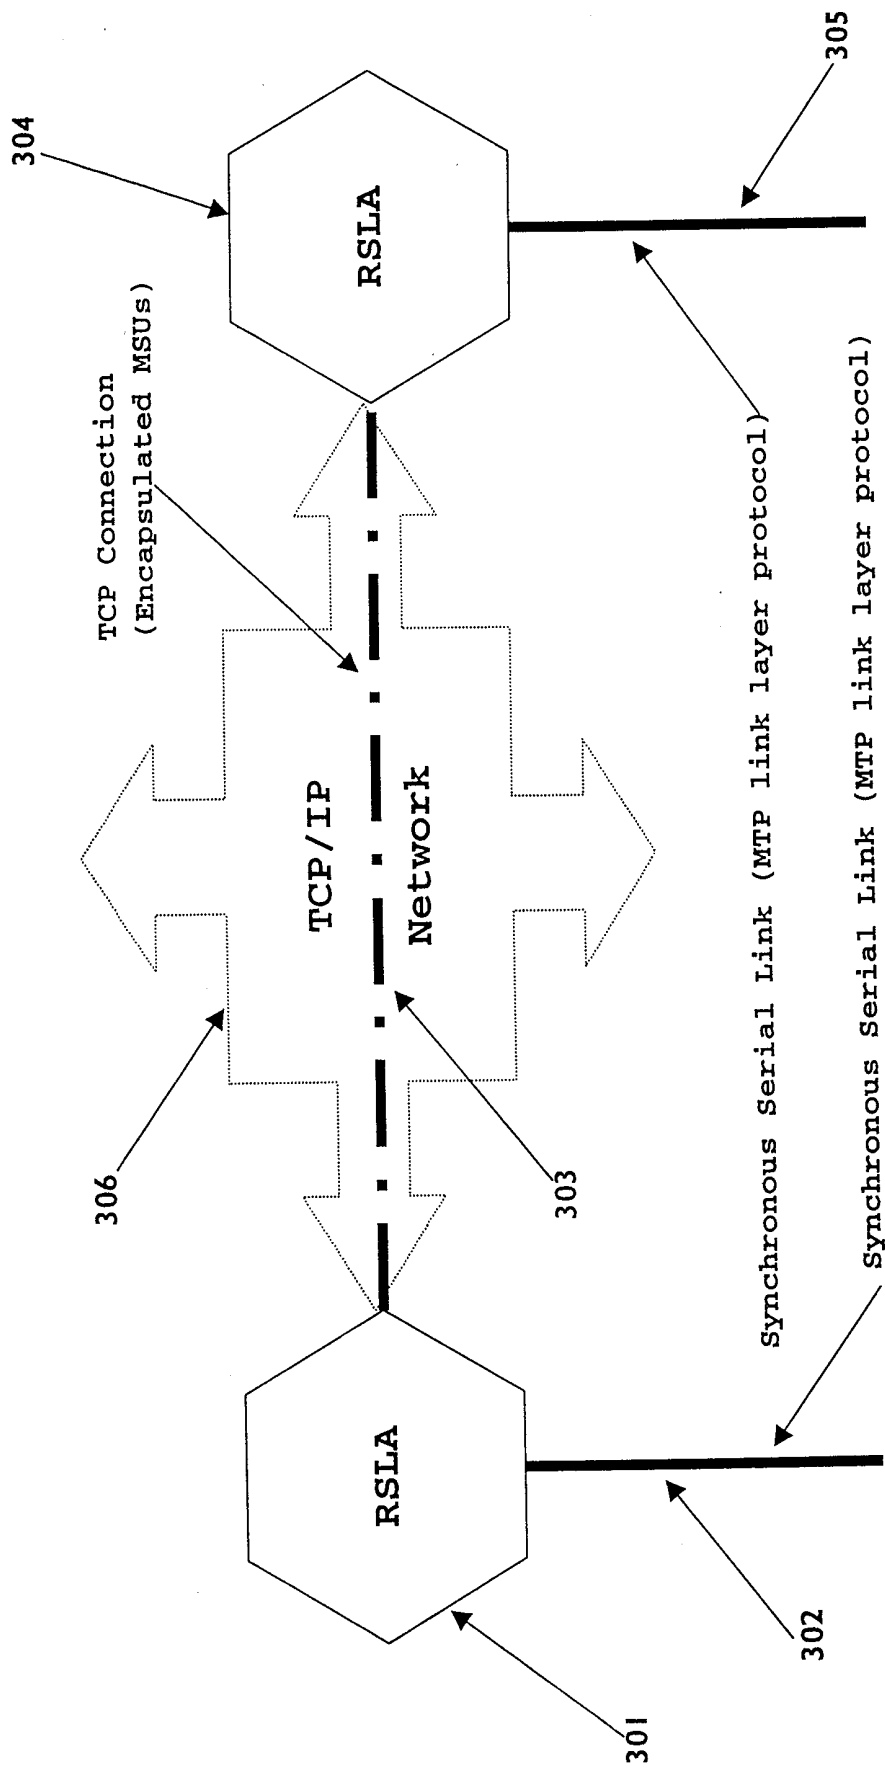 304
TCP Connection
(Encapsulated MSUs)
306
RSLA
TCP/IP
Network
RSLA
303
301
302
305
Synchronous Serial Link (MTP link layer protocol)
Synchronous Serial Link (MTP link layer protocol)